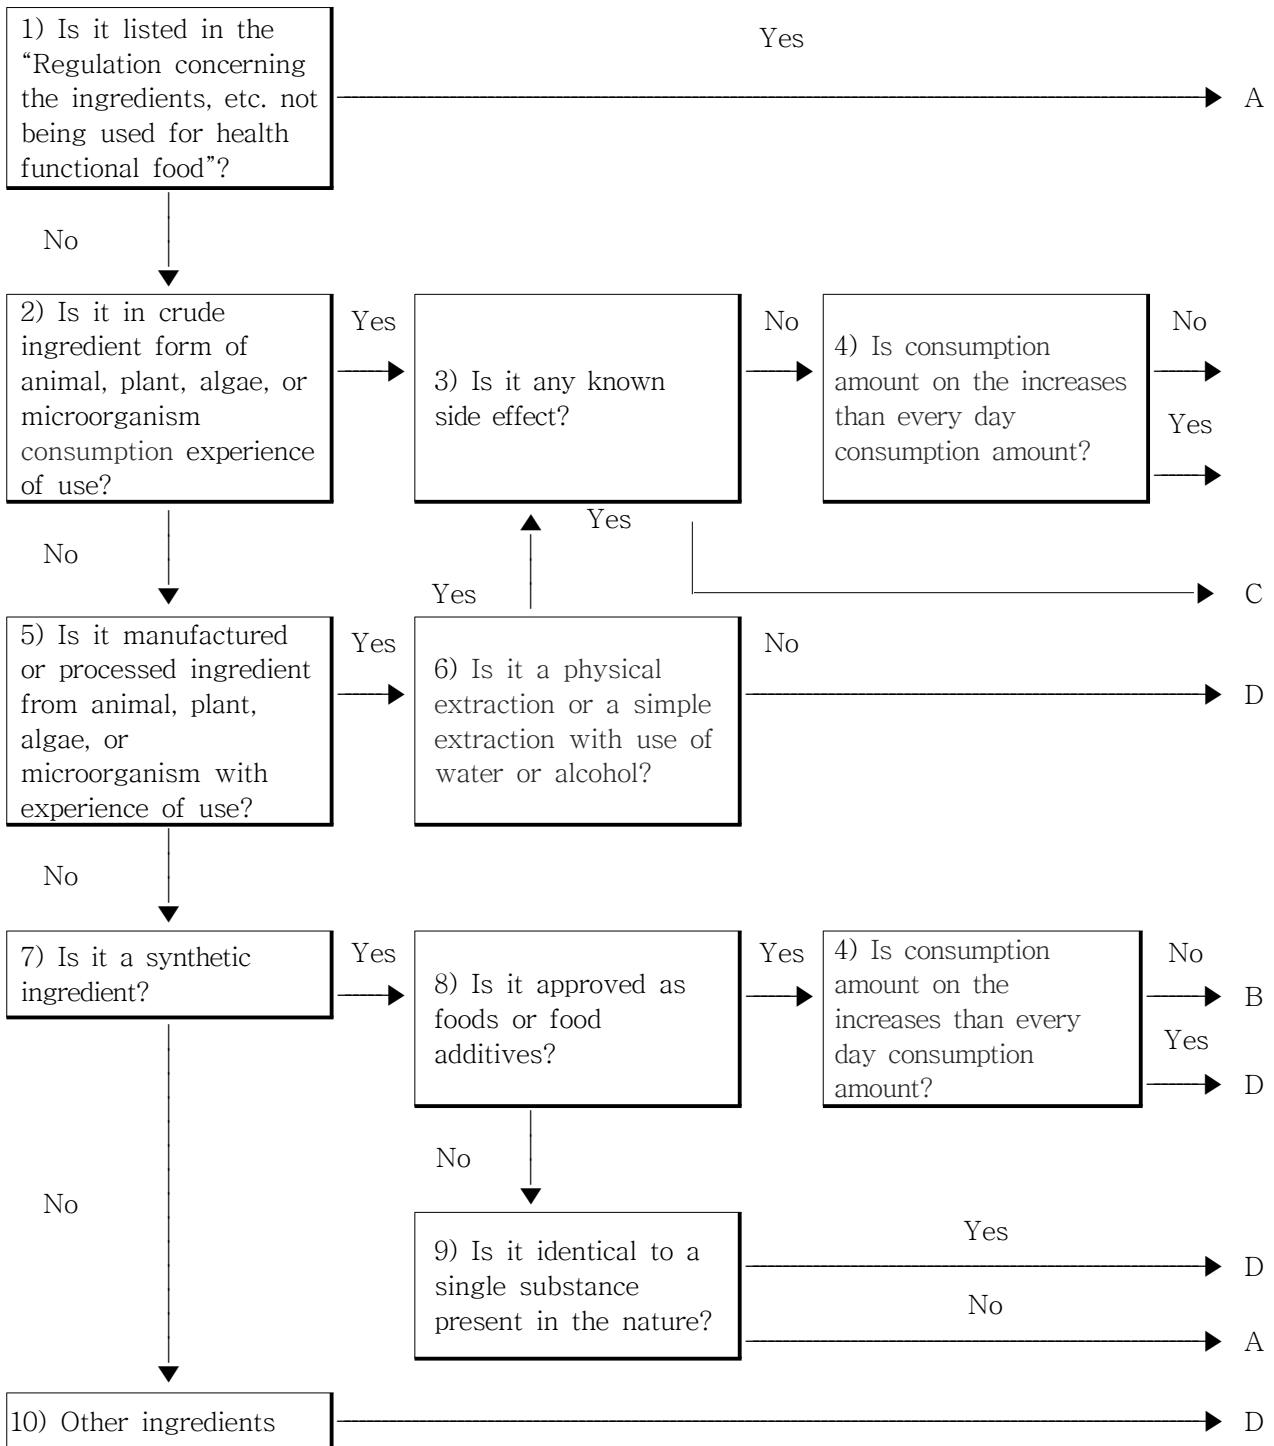 1) Is it listed in the
“Regulation concerning
the ingredients, etc. not
being used for health
functional food”?
Yes
A
No
2) Is it in crude
ingredient form of
animal, plant, algae, or
microorganism
consumption experience
of use?
Yes
3) Is it any known
side effect?
No
4) Is consumption
amount on the increases
than every day
consumption amount?
No
Yes
No
Yes
Yes
C
5) Is it manufactured
or processed ingredient
from animal, plant,
algae, or
microorganism with
experience of use?
Yes
6) Is it a physical
extraction or a simple
extraction with use of
water or alcohol?
No
D
No
7) Is it a synthetic
ingredient?
Yes
8) Is it approved as
foods or food
additives?
Yes
4) Is consumption
amount on the
increases than every
day consumption
amount?
No
B
Yes
D
No
No
9) Is it identical to a
single substance
present in the nature?
Yes
D
No
A
10) Other ingredients
D